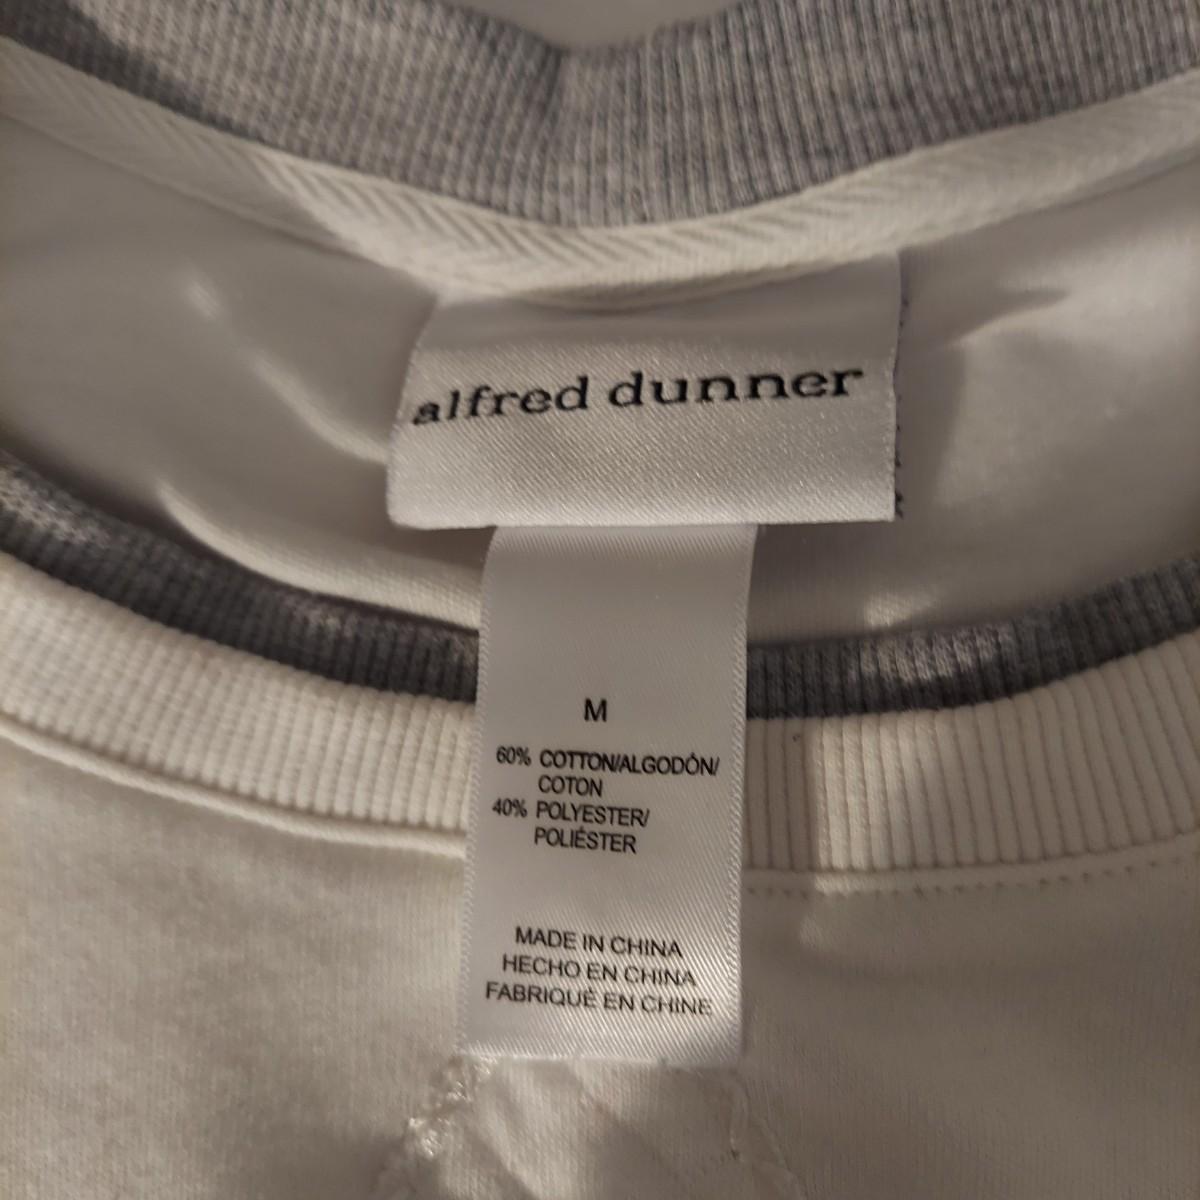 alfred dunner
M
60% COTTON/ALGODÓN/
COTON
40% POLYESTER/
POLIÉSTER
MADE IN CHINA
HECHO EN CHINA
FABRIQUÉ EN CHINE